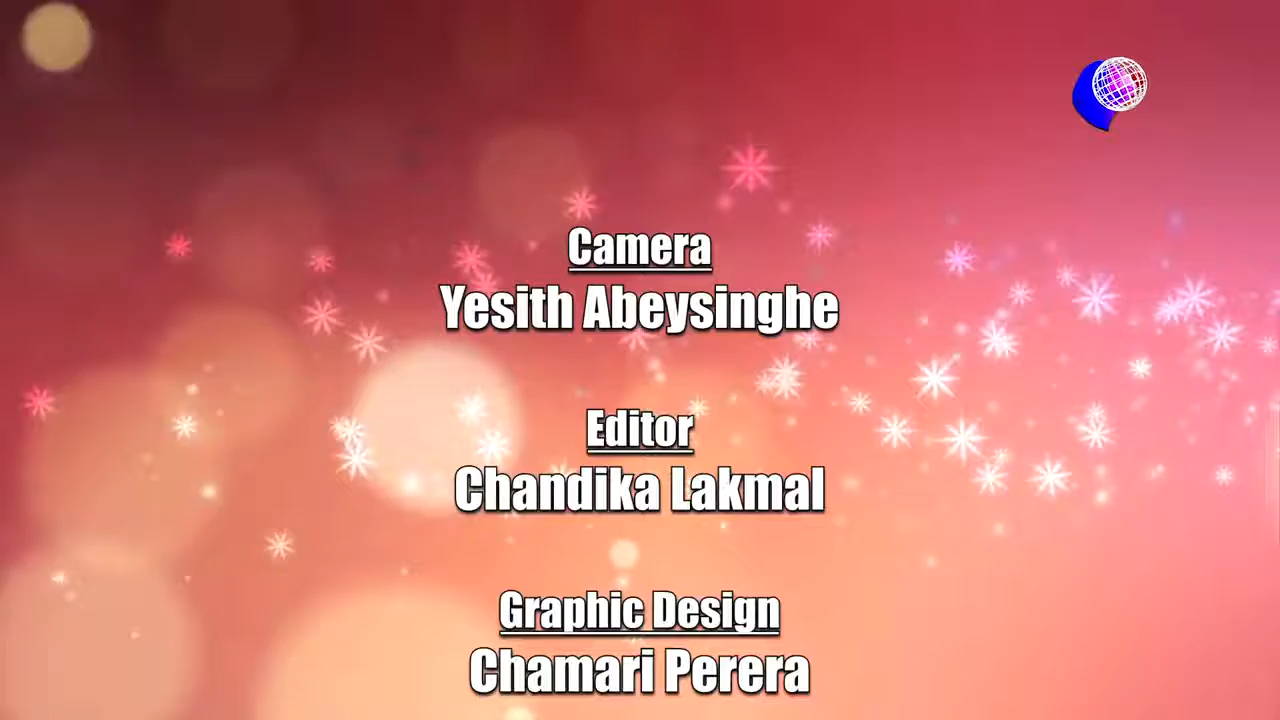 Camera
Yesith Abeysinghe
Editor
Chandika Lakmal
Graphic Design
Chamari Perera